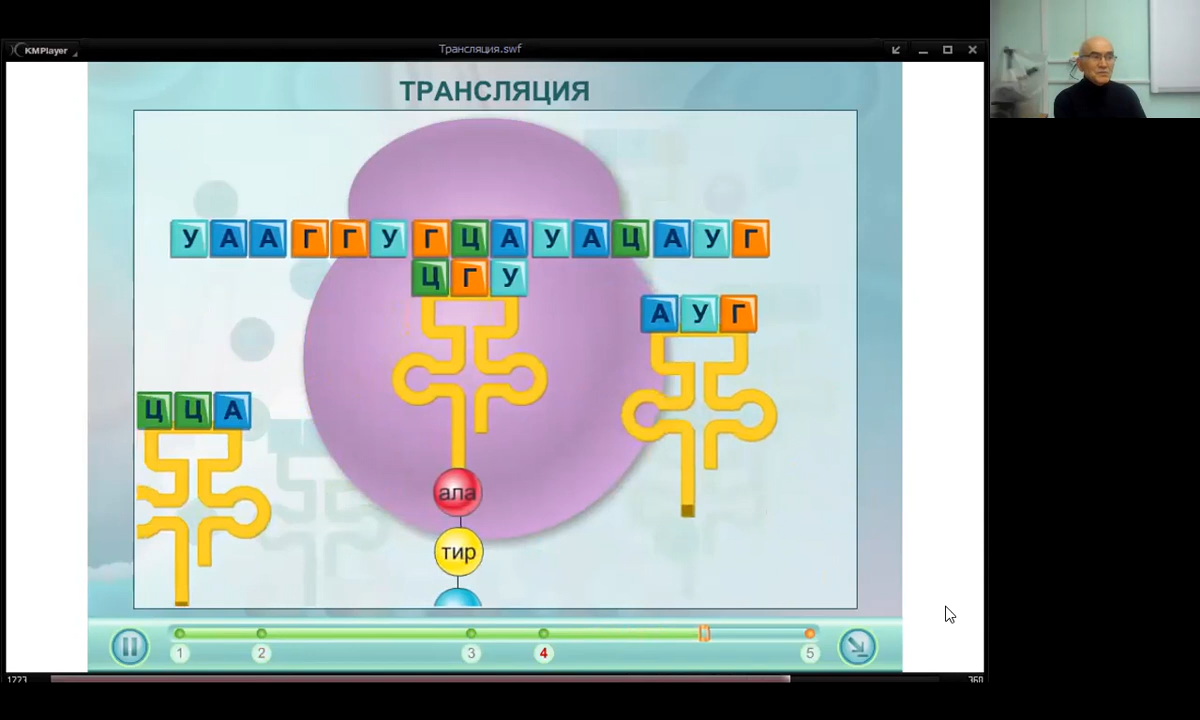 KMPlayer
Трансляция.swf
ТРАНСЛЯЦИЯ
У А А Г Г У Г Ц А У А Ц А У Г
Ц Г У
А У Г
Ц Ц А
ала
тир
1 2 3 4 5